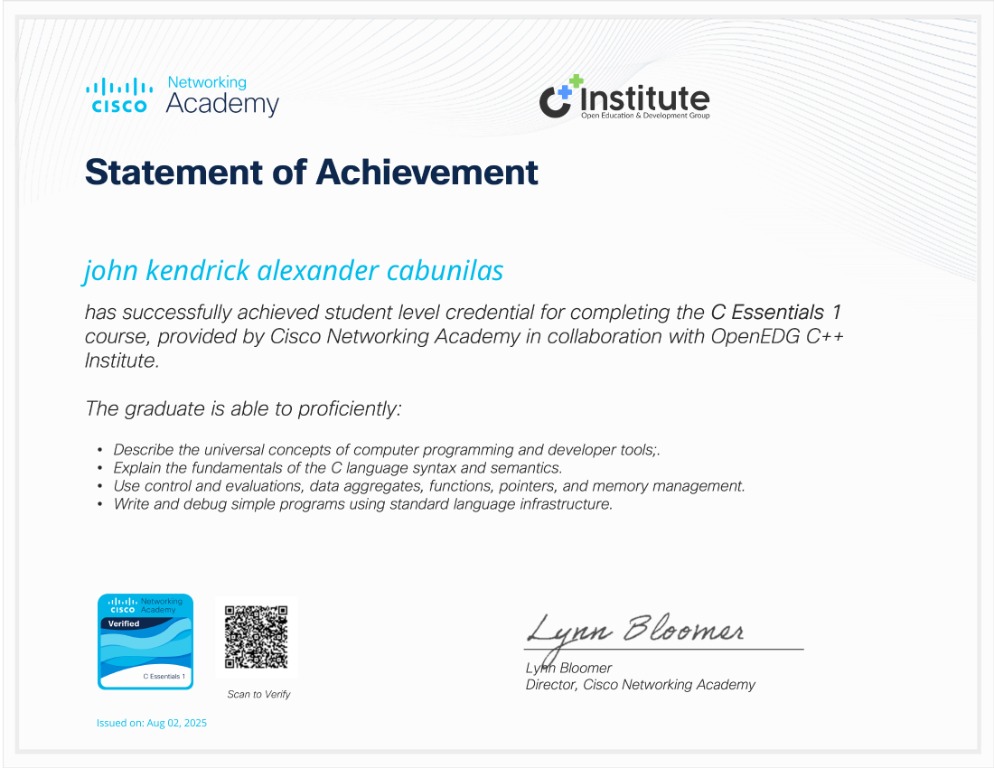 cisco Networking Academy
C++ Institute
Open Education & Development Group
Statement of Achievement
john kendrick alexander cabunilas
has successfully achieved student level credential for completing the C Essentials 1
course, provided by Cisco Networking Academy in collaboration with OpenEDG C++
Institute.
The graduate is able to proficiently:
• Describe the universal concepts of computer programming and developer tools;.
• Explain the fundamentals of the C language syntax and semantics.
• Use control and evaluations, data aggregates, functions, pointers, and memory management.
• Write and debug simple programs using standard language infrastructure.
cisco Networking Academy
Verified
C Essentials 1
Scan to Verify
Lynn Bloomer
Lynn Bloomer
Director, Cisco Networking Academy
Issued on: Aug 02, 2025